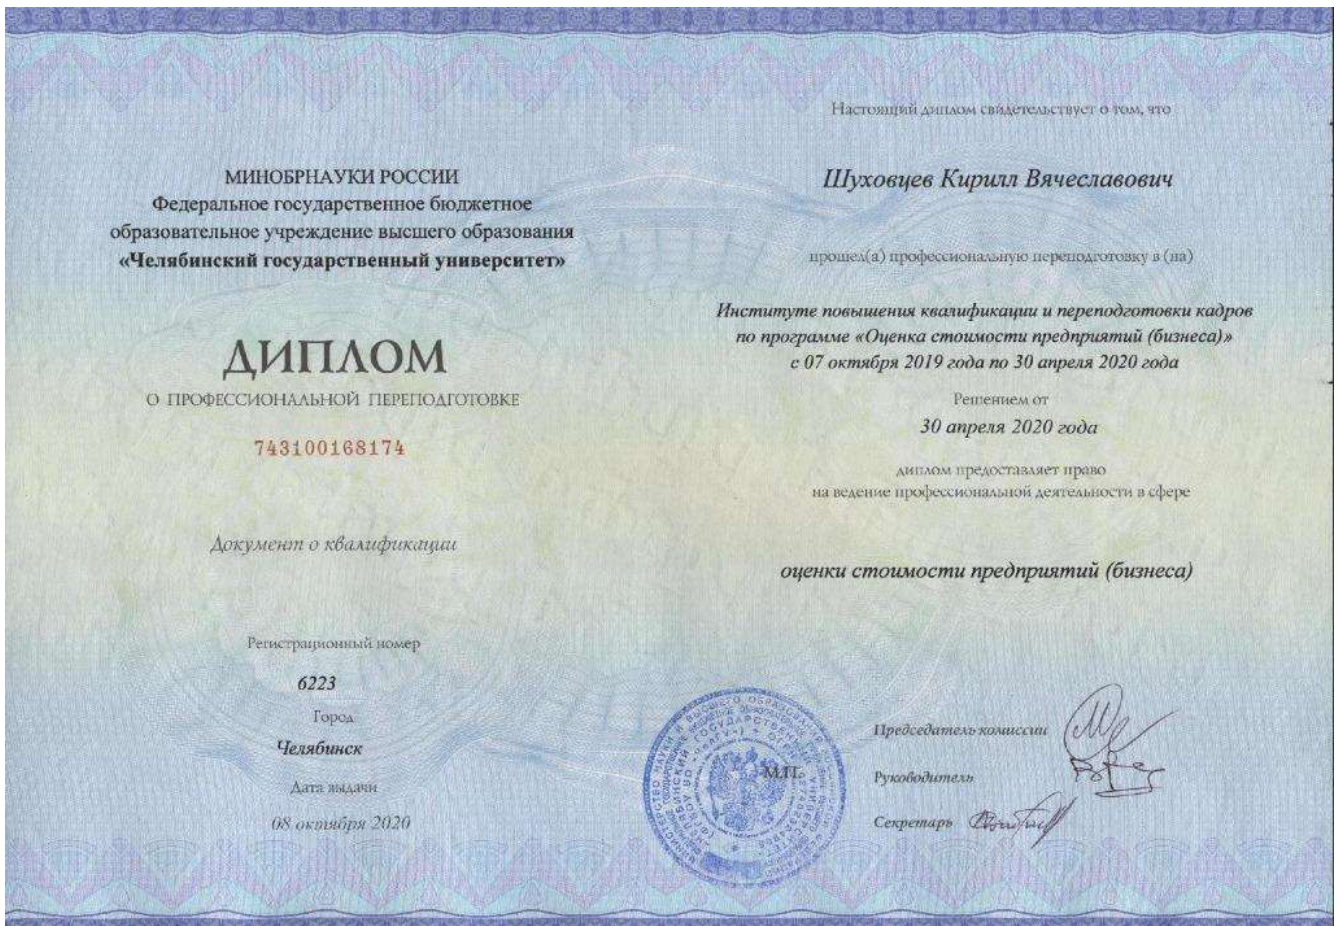 МИНОБРНАУКИ РОССИИ
Федеральное государственное бюджетное
образовательное учреждение высшего образования
«Челябинский государственный университет»
ДИПЛОМ
О ПРОФЕССИОНАЛЬНОЙ ПЕРЕПОДГОТОВКЕ
743100168174
Документ о квалификации
Регистрационный номер
6223
Город
Челябинск
Дата выдачи
08 октября 2020
Настоящий диплом свидетельствует о том, что
Шуховцев Кирилл Вячеславович
прошел(а) профессиональную переподготовку в (на)
Институте повышения квалификации и переподготовки кадров
по программе «Оценка стоимости предприятий (бизнеса)»
с 07 октября 2019 года по 30 апреля 2020 года
Решением от
30 апреля 2020 года
диплом предоставляет право
на ведение профессиональной деятельности в сфере
оценки стоимости предприятий (бизнеса)
М.П.
Председатель комиссии
Руководитель
Секретарь